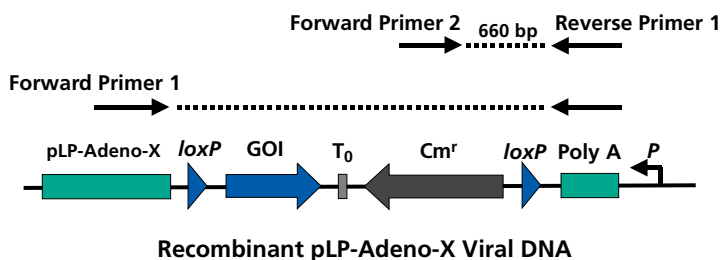 Forward Primer 2 660 bp Reverse Primer 1
Forward Primer 1
pLP-Adeno-X loxP GOI T₀ Cmʳ loxP Poly A P
Recombinant pLP-Adeno-X Viral DNA